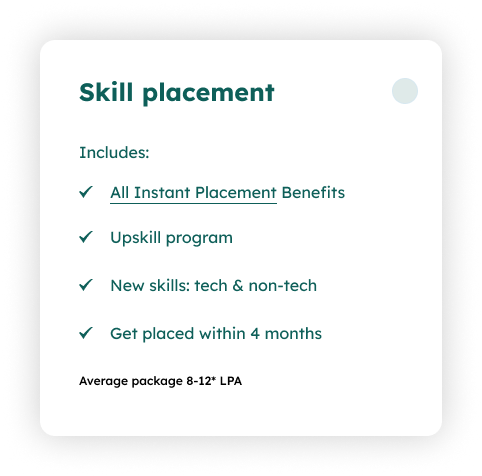 Skill placement
Includes:
All Instant Placement Benefits
Upskill program
New skills: tech & non-tech
Get placed within 4 months
Average package 8-12* LPA